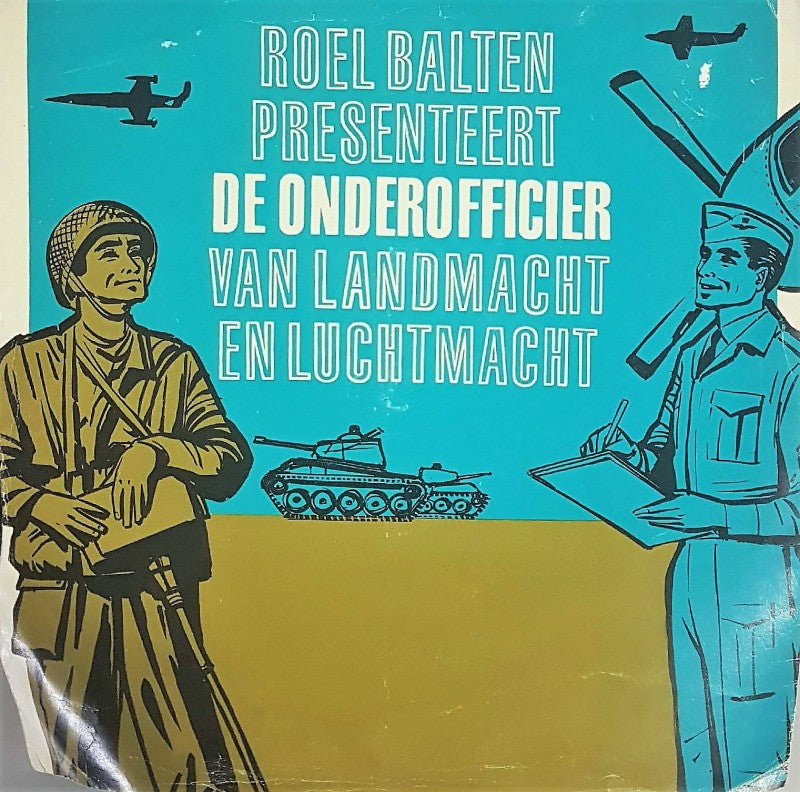 ROEL BALTEN
PRESENTEERT
DE ONDEROFFICIER
VAN LANDMACHT
EN LUCHTMACHT